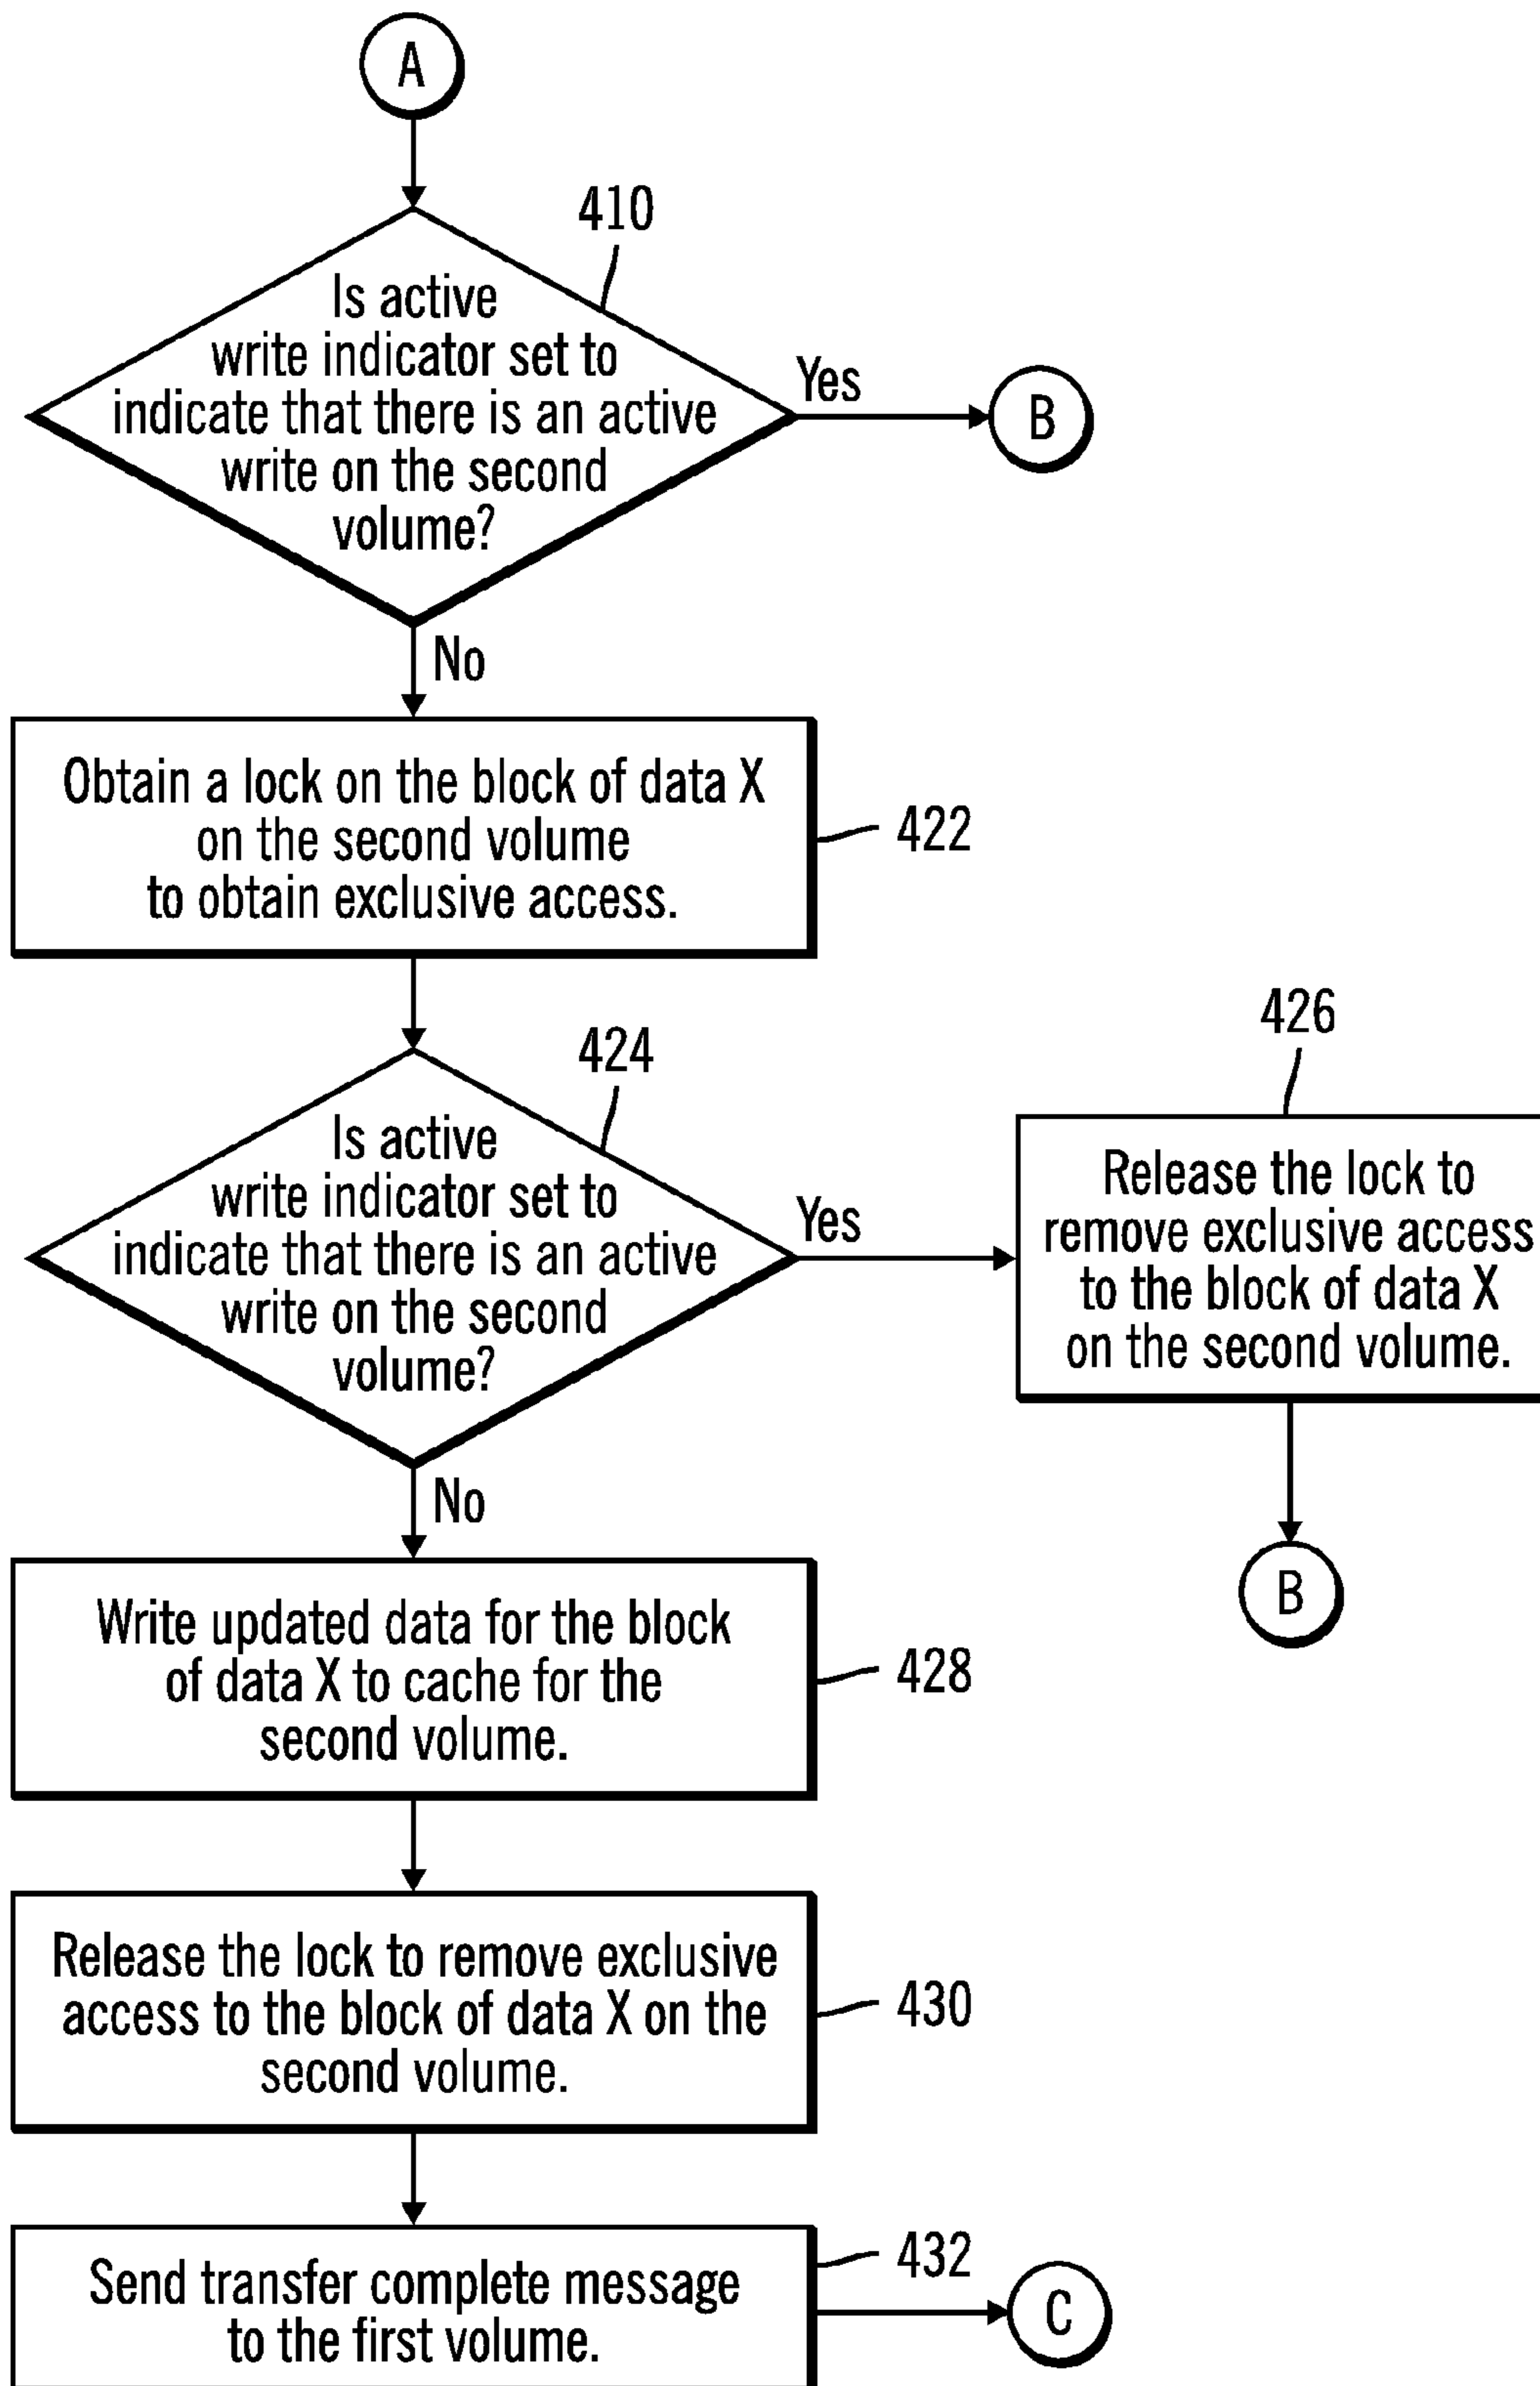 A
410
Is active
write indicator set to
indicate that there is an active
write on the second
volume?
Yes
B
No
Obtain a lock on the block of data X
on the second volume
to obtain exclusive access.
422
424
Is active
write indicator set to
indicate that there is an active
write on the second
volume?
Yes
426
Release the lock to
remove exclusive access
to the block of data X
on the second volume.
B
No
Write updated data for the block
of data X to cache for the
second volume.
428
Release the lock to remove exclusive
access to the block of data X on the
second volume.
430
Send transfer complete message
to the first volume.
432
C